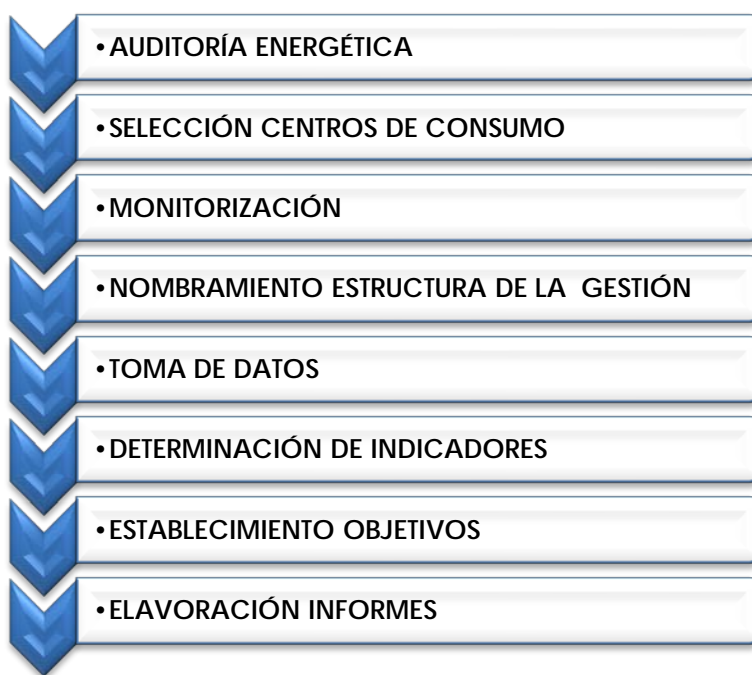 •AUDITORÍA ENERGÉTICA
•SELECCIÓN CENTROS DE CONSUMO
•MONITORIZACIÓN
•NOMBRAMIENTO ESTRUCTURA DE LA GESTIÓN
•TOMA DE DATOS
•DETERMINACIÓN DE INDICADORES
•ESTABLECIMIENTO OBJETIVOS
•ELAVORACIÓN INFORMES